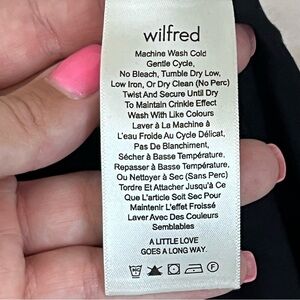 wilfred
Machine Wash Cold
Gentle Cycle,
No Bleach, Tumble Dry Low,
Low Iron, Or Dry Clean (No Perc)
Twist And Secure Until Dry
To Maintain Crinkle Effect
Wash With Like Colours
Laver à La Machine à
L'eau Froide Au Cycle Délicat,
Pas De Blanchiment,
Sécher à Basse Température,
Repasser à Basse Température,
Ou Nettoyer à Sec (Sans Perc)
Tordre Et Attacher Jusqu'à Ce
Que L'article Soit Sec Pour
Maintenir L'effet Froissé
Laver Avec Des Couleurs
Semblables
A LITTLE LOVE
GOES A LONG WAY.